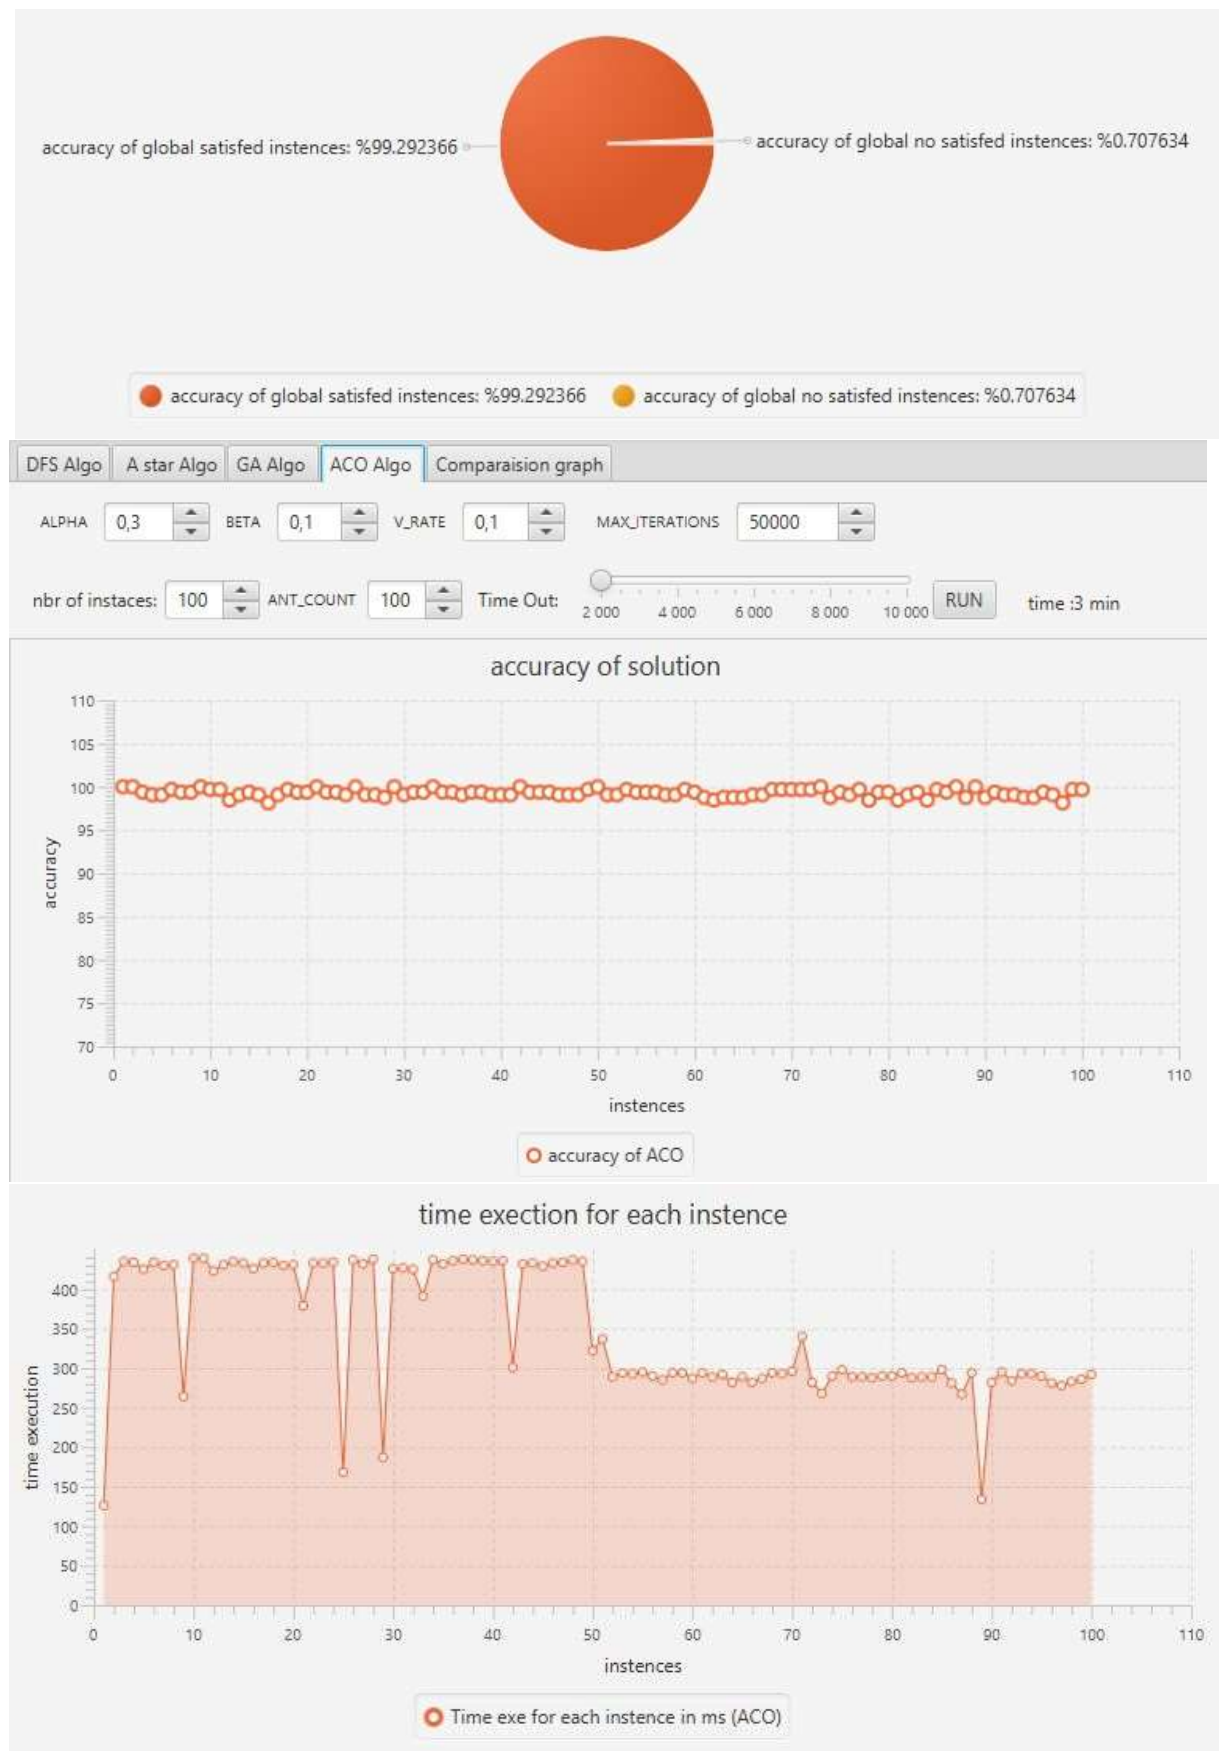 accuracy of global satisfed instences: %99.292366
accuracy of global no satisfed instences: %0.707634
accuracy of global satisfed instences: %99.292366 accuracy of global no satisfed instences: %0.707634
DFS Algo A star Algo GA Algo ACO Algo Comparaision graph
ALPHA 0,3 BETA 0,1 V_RATE 0,1 MAX_ITERATIONS 50000
nbr of instaces: 100 ANT_COUNT 100 Time Out: 2 000 4 000 6 000 8 000 10 000 RUN time :3 min
accuracy of solution
110
105
100
95
90
85
80
75
70
accuracy
0 10 20 30 40 50 60 70 80 90 100 110
instences
accuracy of ACO
time exection for each instence
400
350
300
250
200
150
100
50
0
time execution
0 10 20 30 40 50 60 70 80 90 100 110
instences
Time exe for each instence in ms (ACO)